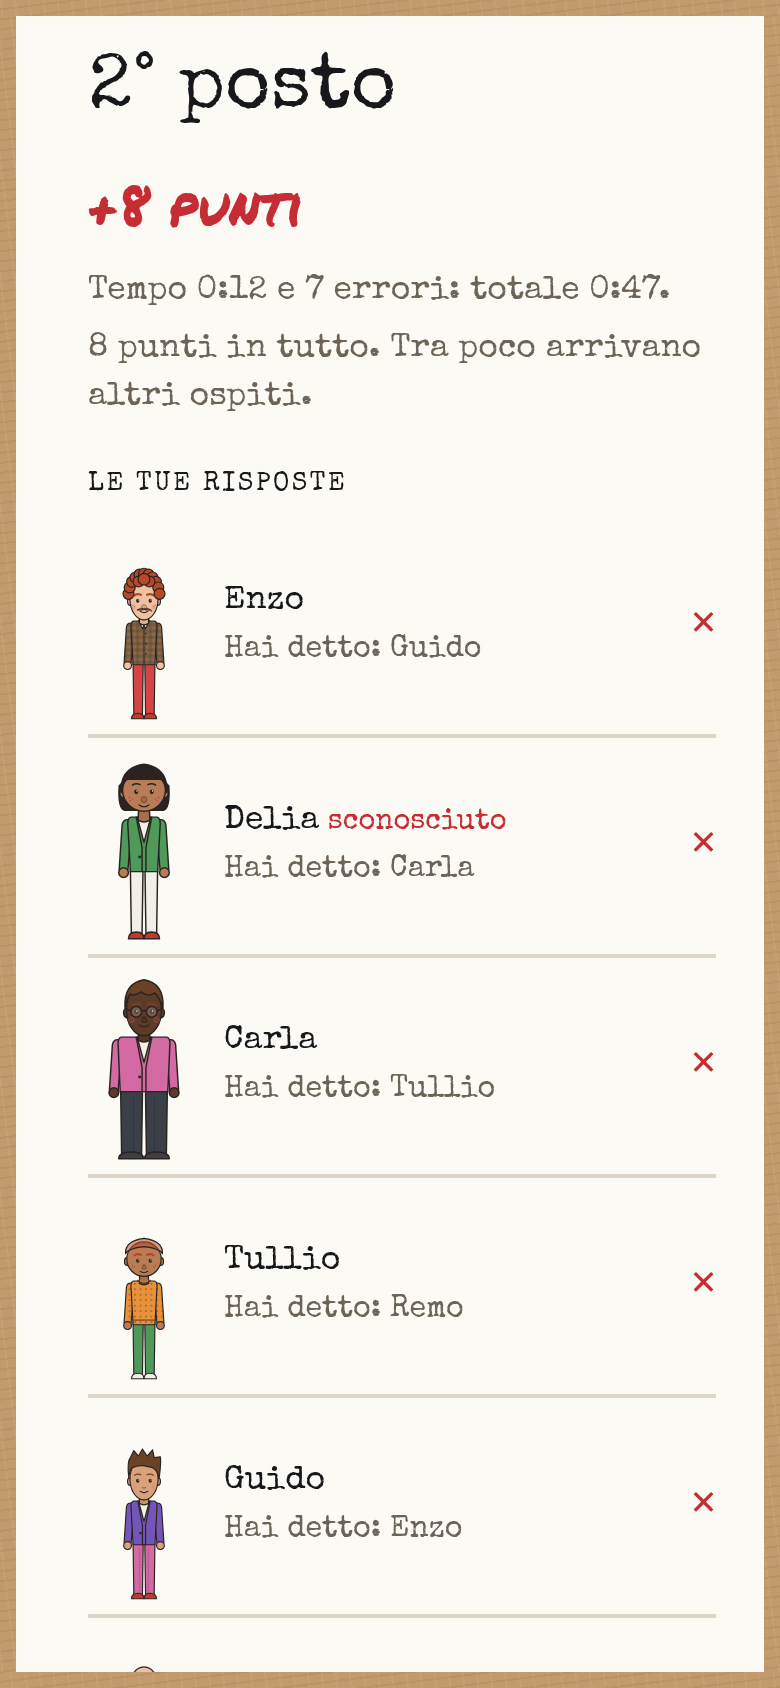 2° posto
+8 PUNTI
Tempo 0:12 e 7 errori: totale 0:47.
8 punti in tutto. Tra poco arrivano
altri ospiti.
LE TUE RISPOSTE
Enzo
Hai detto: Guido
Delia sconosciuto
Hai detto: Carla
Carla
Hai detto: Tullio
Tullio
Hai detto: Remo
Guido
Hai detto: Enzo